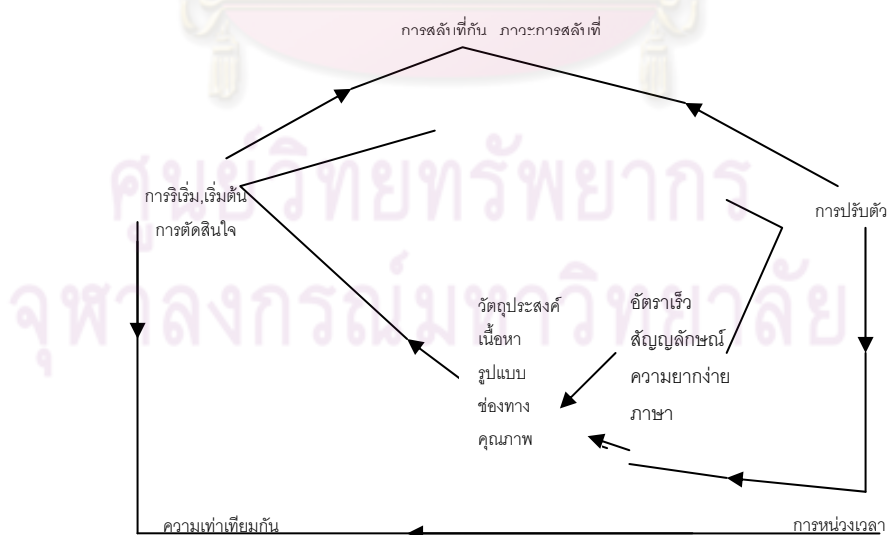 การสลับที่กัน ภาวะการสลับที่
ศูนย์วิทยทรัพยากร
การริเริ่ม,เริ่มต้น
การตัดสินใจ
การปรับตัว
จุฬาลงกรณ์มหาวิทยาลัย
วัตถุประสงค์
เนื้อหา
รูปแบบ
ช่องทาง
คุณภาพ
อัตราเร็ว
สัญญลักษณ์
ความยากง่าย
ภาษา
ความเท่าเทียมกัน
การหน่วงเวลา